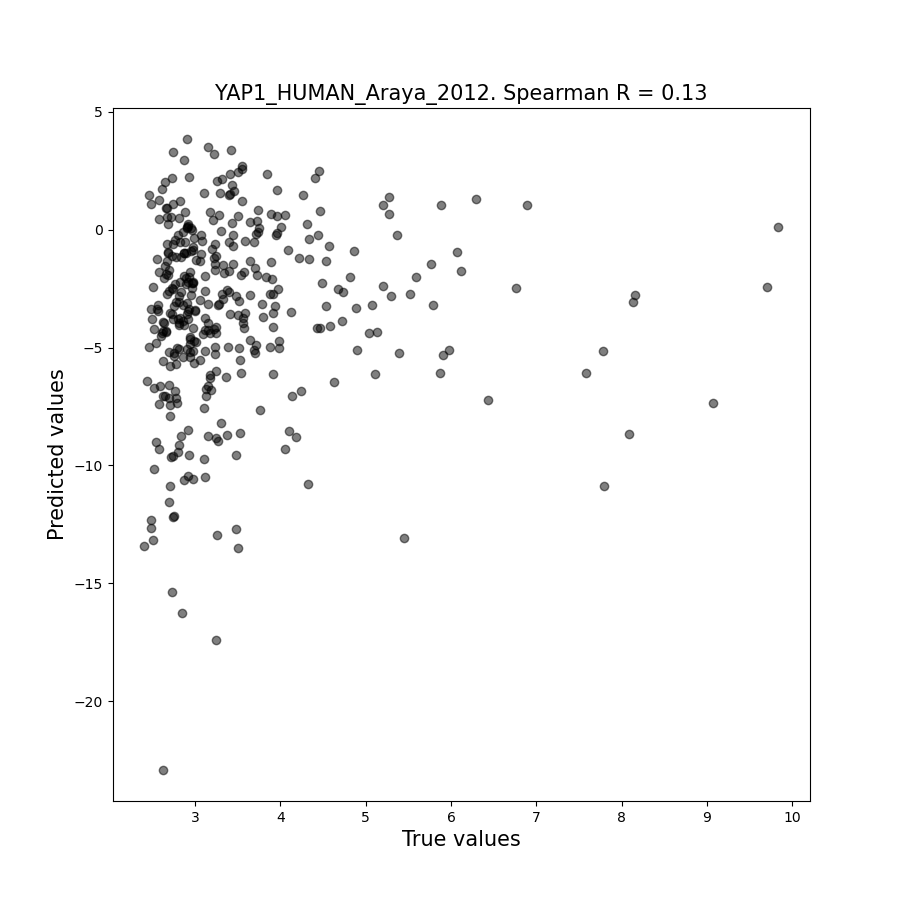 YAP1_HUMAN_Araya_2012. Spearman R = 0.13
5
0
−5
−10
−15
−20
Predicted values
3 4 5 6 7 8 9 10
True values